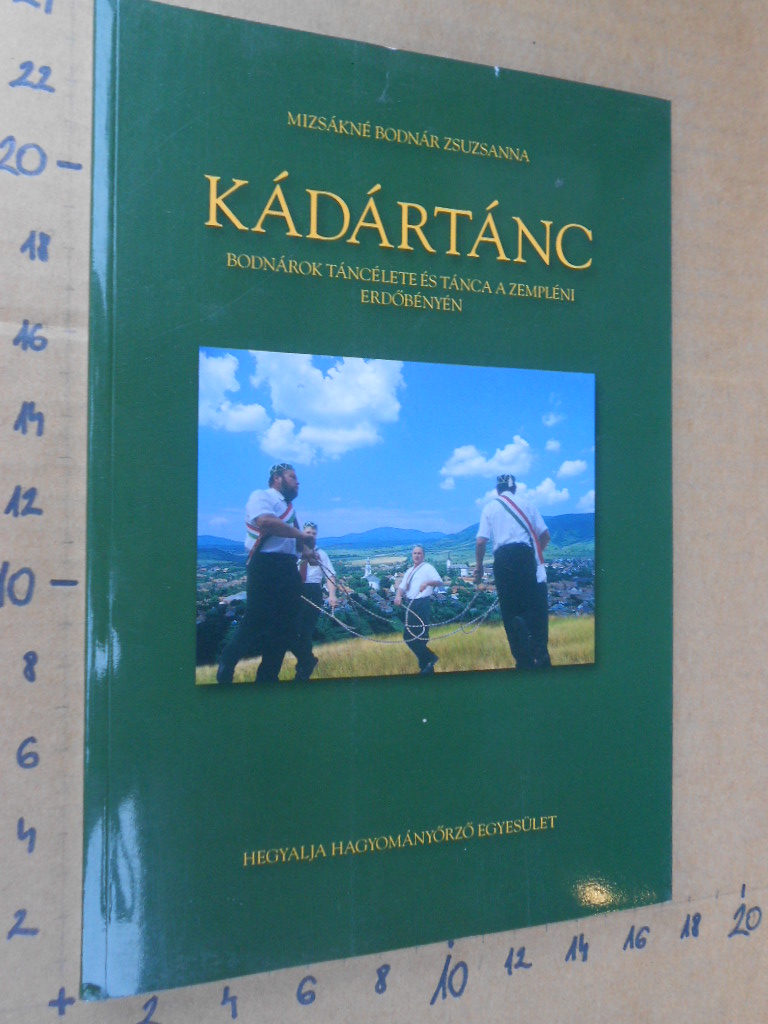 MIZSÁKNÉ BODNÁR ZSUZSANNA
KÁDÁRTÁNC
BODNÁROK TÁNCÉLETE ÉS TÁNCA A ZEMPLÉNI
ERDŐBÉNYÉN
HEGYALJA HAGYOMÁNYŐRZŐ EGYESÜLET
22
20
18
16
14
12
10
8
6
4
2
+
2 4 6 8 10 12 14 16 18 20